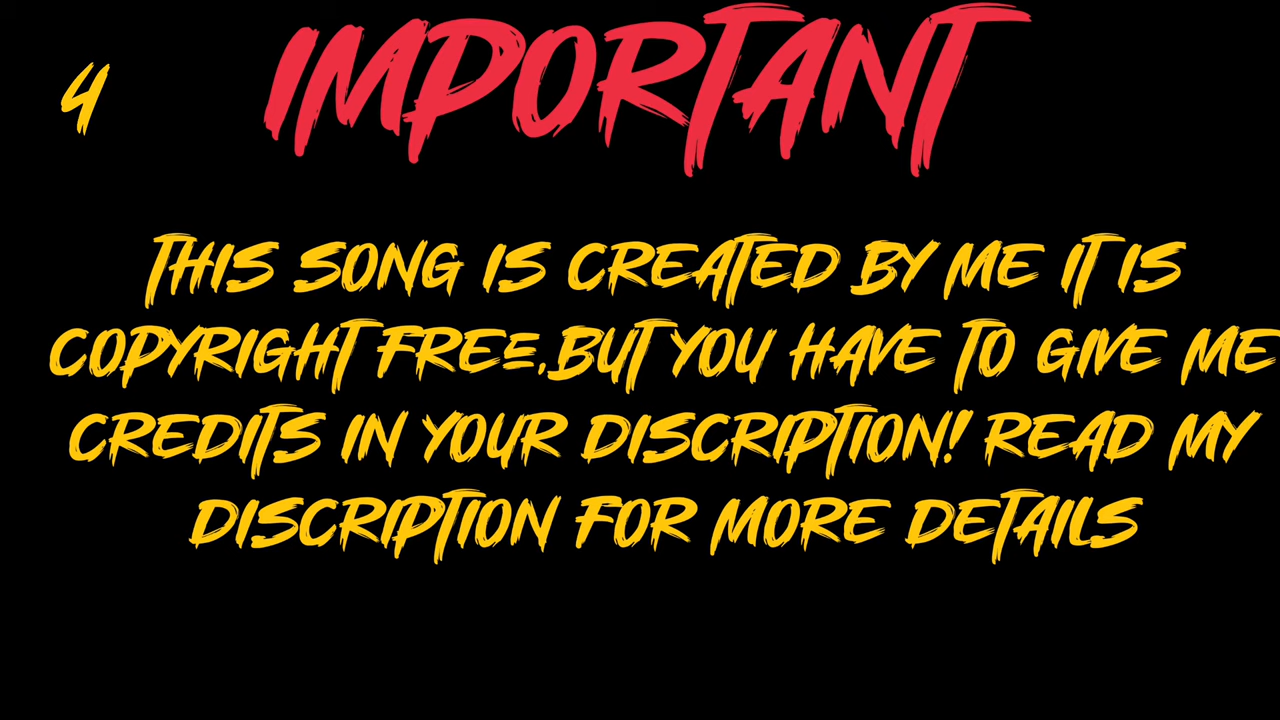 IMPORTANT
4
THIS SONG IS CREATED BY ME IT IS
COPYRIGHT FREE,BUT YOU HAVE TO GIVE ME
CREDITS IN YOUR DISCRIPTION! READ MY
DISCRIPTION FOR MORE DETAILS